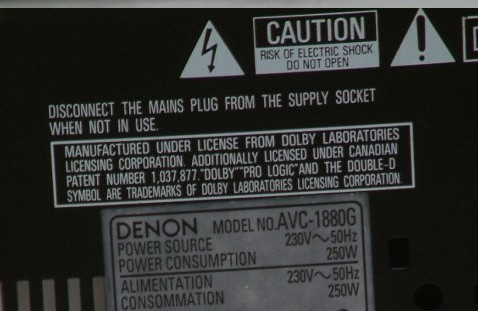 CAUTION
RISK OF ELECTRIC SHOCK
DO NOT OPEN
DISCONNECT THE MAINS PLUG FROM THE SUPPLY SOCKET
WHEN NOT IN USE.
MANUFACTURED UNDER LICENSE FROM DOLBY LABORATORIES
LICENSING CORPORATION. ADDITIONALLY LICENSED UNDER CANADIAN
PATENT NUMBER 1,037,877."DOLBY""PRO LOGIC"AND THE DOUBLE-D
SYMBOL ARE TRADEMARKS OF DOLBY LABORATORIES LICENSING CORPORATION.
DENON MODEL NO.AVC-1880G
POWER SOURCE 230V~50Hz
POWER CONSUMPTION 250W
ALIMENTATION 230V~50Hz
CONSOMMATION 250W